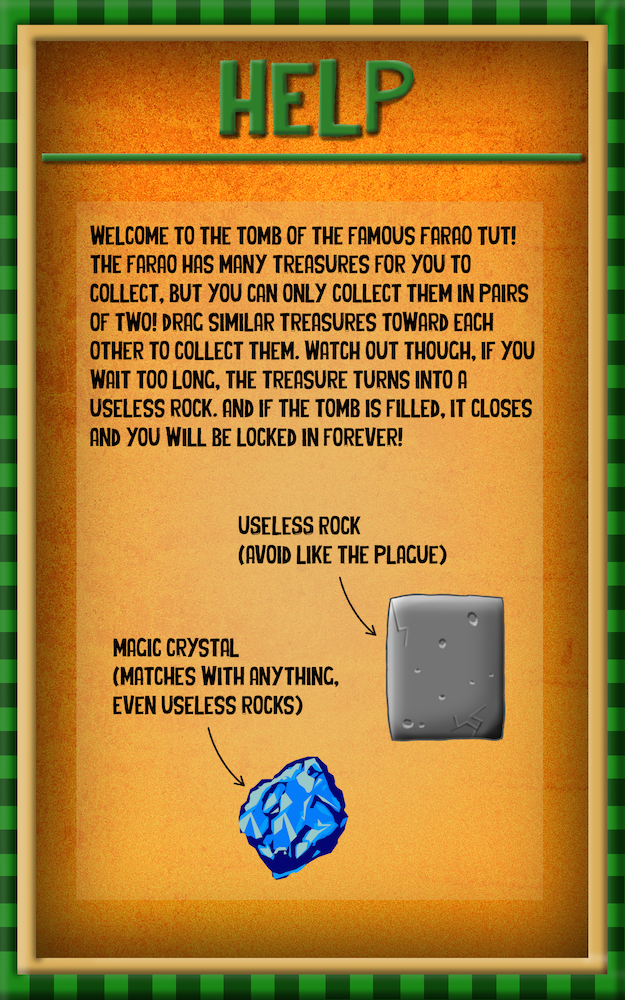 HELP
WELCOME TO THE TOMB OF THE FAMOUS FARAO TUT!
THE FARAO HAS MANY TREASURES FOR YOU TO
COLLECT, BUT YOU CAN ONLY COLLECT THEM IN PAIRS
OF TWO! DRAG SIMILAR TREASURES TOWARD EACH
OTHER TO COLLECT THEM. WATCH OUT THOUGH, IF YOU
WAIT TOO LONG, THE TREASURE TURNS INTO A
USELESS ROCK. AND IF THE TOMB IS FILLED, IT CLOSES
AND YOU WILL BE LOCKED IN FOREVER!
USELESS ROCK
(AVOID LIKE THE PLAGUE)
MAGIC CRYSTAL
(MATCHES WITH ANYTHING,
EVEN USELESS ROCKS)